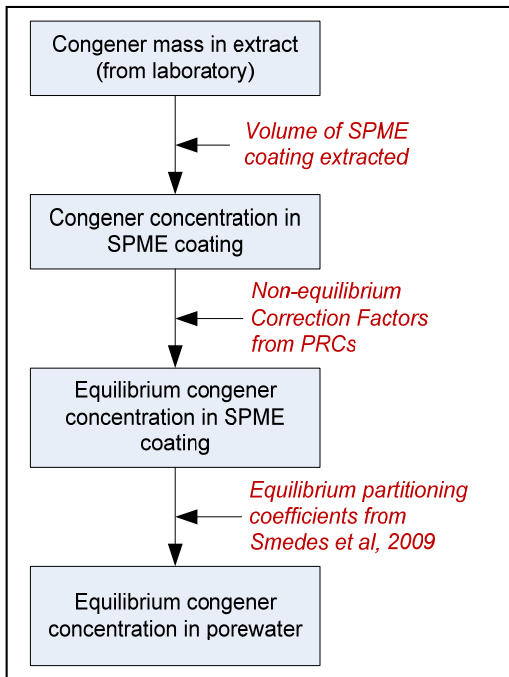 Congener mass in extract
(from laboratory)
Volume of SPME
coating extracted
Congener concentration in
SPME coating
Non-equilibrium
Correction Factors
from PRCs
Equilibrium congener
concentration in SPME
coating
Equilibrium partitioning
coefficients from
Smedes et al, 2009
Equilibrium congener
concentration in porewater